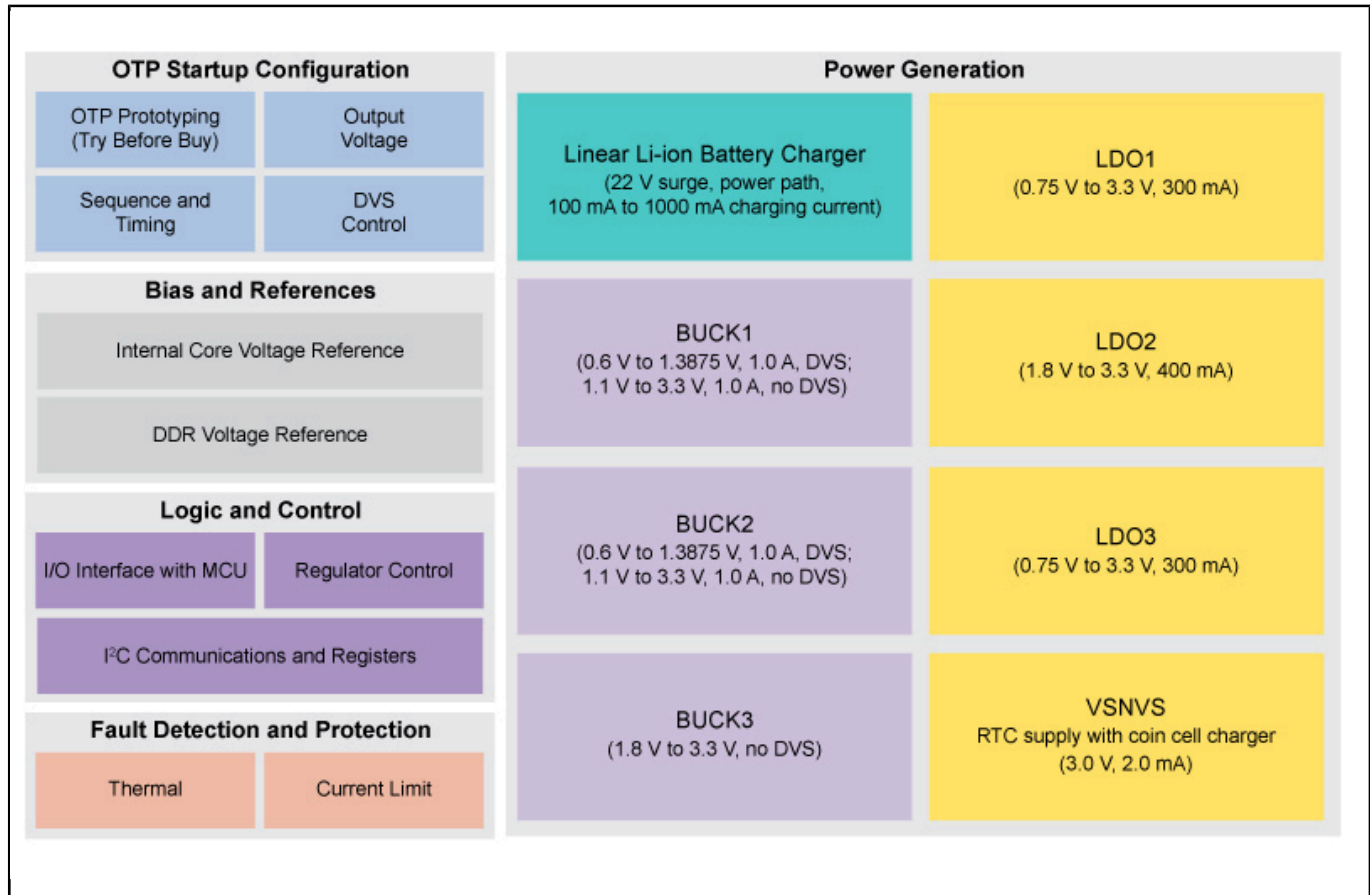 OTP Startup Configuration
OTP Prototyping
(Try Before Buy)
Output
Voltage
Sequence and
Timing
DVS
Control
Bias and References
Internal Core Voltage Reference
DDR Voltage Reference
Logic and Control
I/O Interface with MCU
Regulator Control
I²C Communications and Registers
Fault Detection and Protection
Thermal
Current Limit
Power Generation
Linear Li-ion Battery Charger
(22 V surge, power path,
100 mA to 1000 mA charging current)
LDO1
(0.75 V to 3.3 V, 300 mA)
BUCK1
(0.6 V to 1.3875 V, 1.0 A, DVS;
1.1 V to 3.3 V, 1.0 A, no DVS)
LDO2
(1.8 V to 3.3 V, 400 mA)
BUCK2
(0.6 V to 1.3875 V, 1.0 A, DVS;
1.1 V to 3.3 V, 1.0 A, no DVS)
LDO3
(0.75 V to 3.3 V, 300 mA)
BUCK3
(1.8 V to 3.3 V, no DVS)
VSNVS
RTC supply with coin cell charger
(3.0 V, 2.0 mA)